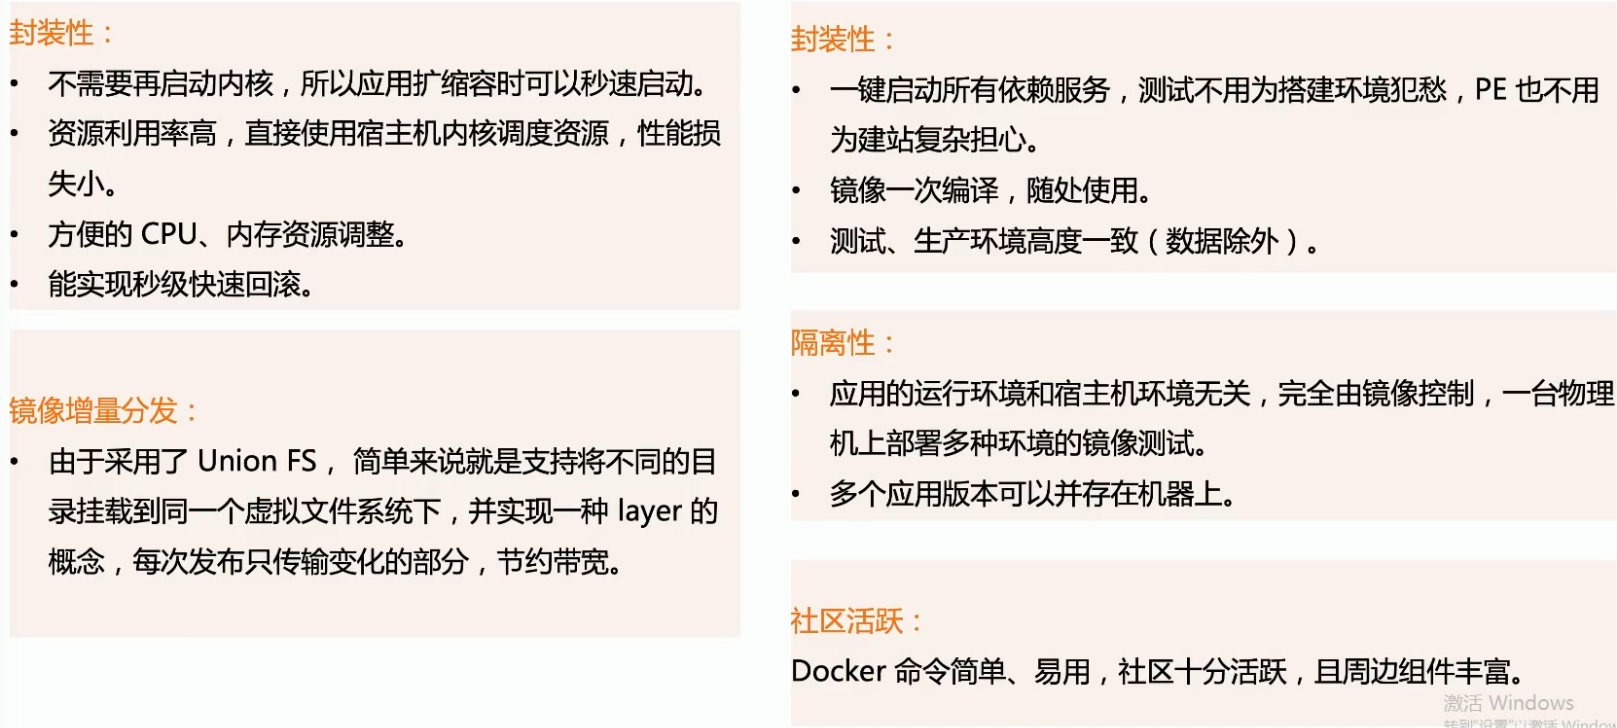 封装性：
• 不需要再启动内核，所以应用扩缩容时可以秒速启动。
• 资源利用率高，直接使用宿主机内核调度资源，性能损
失小。
• 方便的 CPU、内存资源调整。
• 能实现秒级快速回滚。
镜像增量分发：
• 由于采用了 Union FS， 简单来说就是支持将不同的目
录挂载到同一个虚拟文件系统下，并实现一种 layer 的
概念，每次发布只传输变化的部分，节约带宽。
封装性：
• 一键启动所有依赖服务，测试不用为搭建环境犯愁，PE 也不用
为建站复杂担心。
• 镜像一次编译，随处使用。
• 测试、生产环境高度一致（数据除外）。
隔离性：
• 应用的运行环境和宿主机环境无关，完全由镜像控制，一台物理
机上部署多种环境的镜像测试。
• 多个应用版本可以并存在机器上。
社区活跃：
Docker 命令简单、易用，社区十分活跃，且周边组件丰富。
激活 Windows
转到"设置"以激活 Window